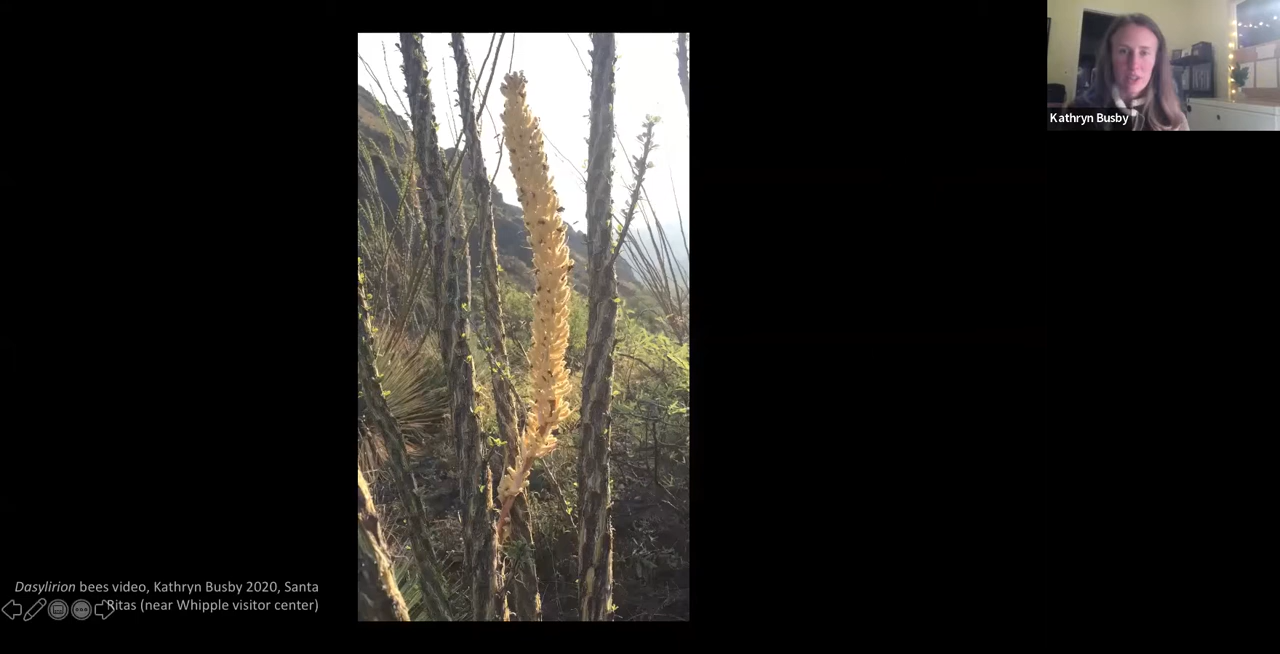 Kathryn Busby
Dasylirion bees video, Kathryn Busby 2020, Santa
Ritas (near Whipple visitor center)